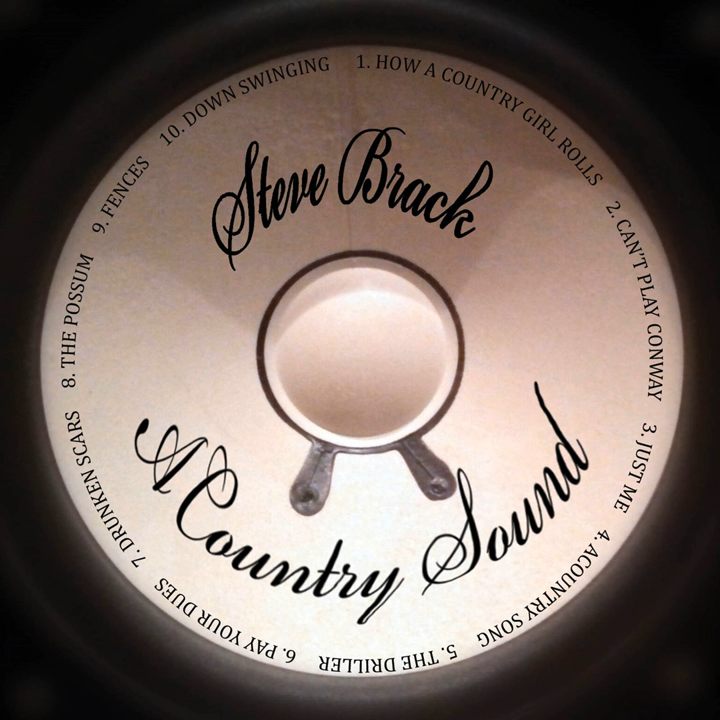 Steve Brack
A Country Sound
1. HOW A COUNTRY GIRL ROLLS
2. CAN'T PLAY CONWAY
3. JUST ME
4. ACOUNTRY SONG
5. THE DRILLER
6. PAY YOUR DUES
7. DRUNKEN SCARS
8. THE POSSUM
9. FENCES
10. DOWN SWINGING